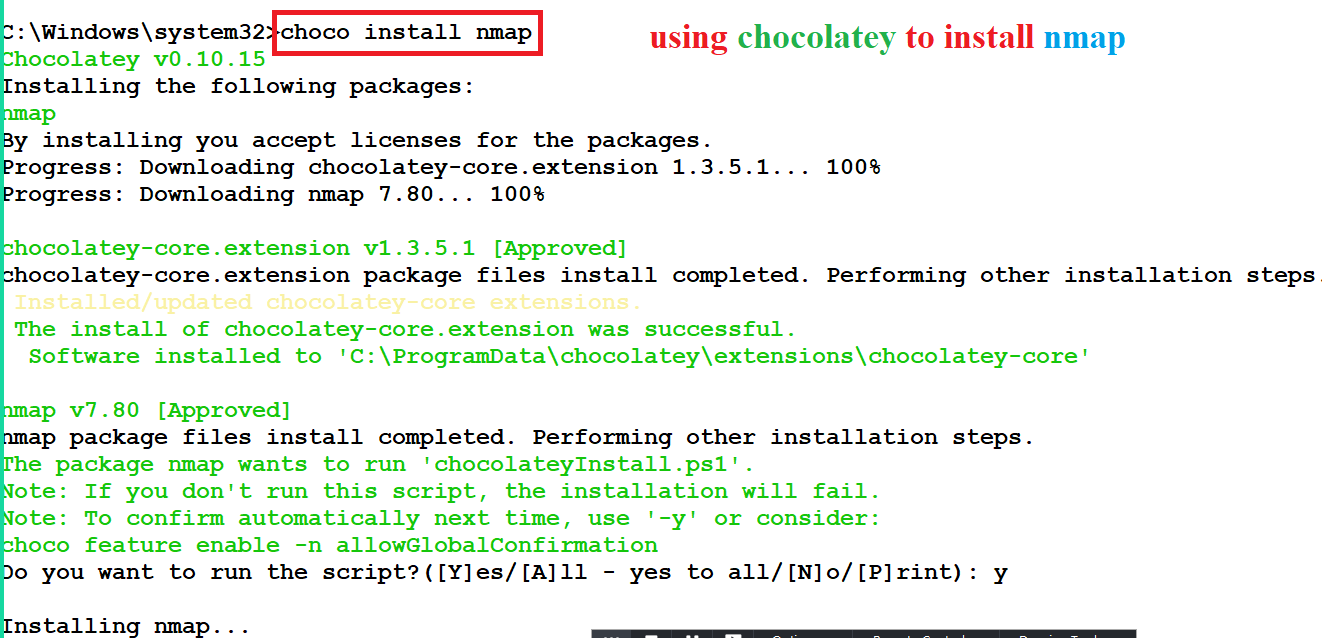 C:\Windows\system32>choco install nmap
using chocolatey to install nmap
Chocolatey v0.10.15
Installing the following packages:
nmap
By installing you accept licenses for the packages.
Progress: Downloading chocolatey-core.extension 1.3.5.1... 100%
Progress: Downloading nmap 7.80... 100%
chocolatey-core.extension v1.3.5.1 [Approved]
chocolatey-core.extension package files install completed. Performing other installation steps.
Installed/updated chocolatey-core extensions.
The install of chocolatey-core.extension was successful.
Software installed to 'C:\ProgramData\chocolatey\extensions\chocolatey-core'
nmap v7.80 [Approved]
nmap package files install completed. Performing other installation steps.
The package nmap wants to run 'chocolateyInstall.ps1'.
Note: If you don't run this script, the installation will fail.
Note: To confirm automatically next time, use '-y' or consider:
choco feature enable -n allowGlobalConfirmation
Do you want to run the script?([Y]es/[A]ll - yes to all/[N]o/[P]rint): y
Installing nmap...